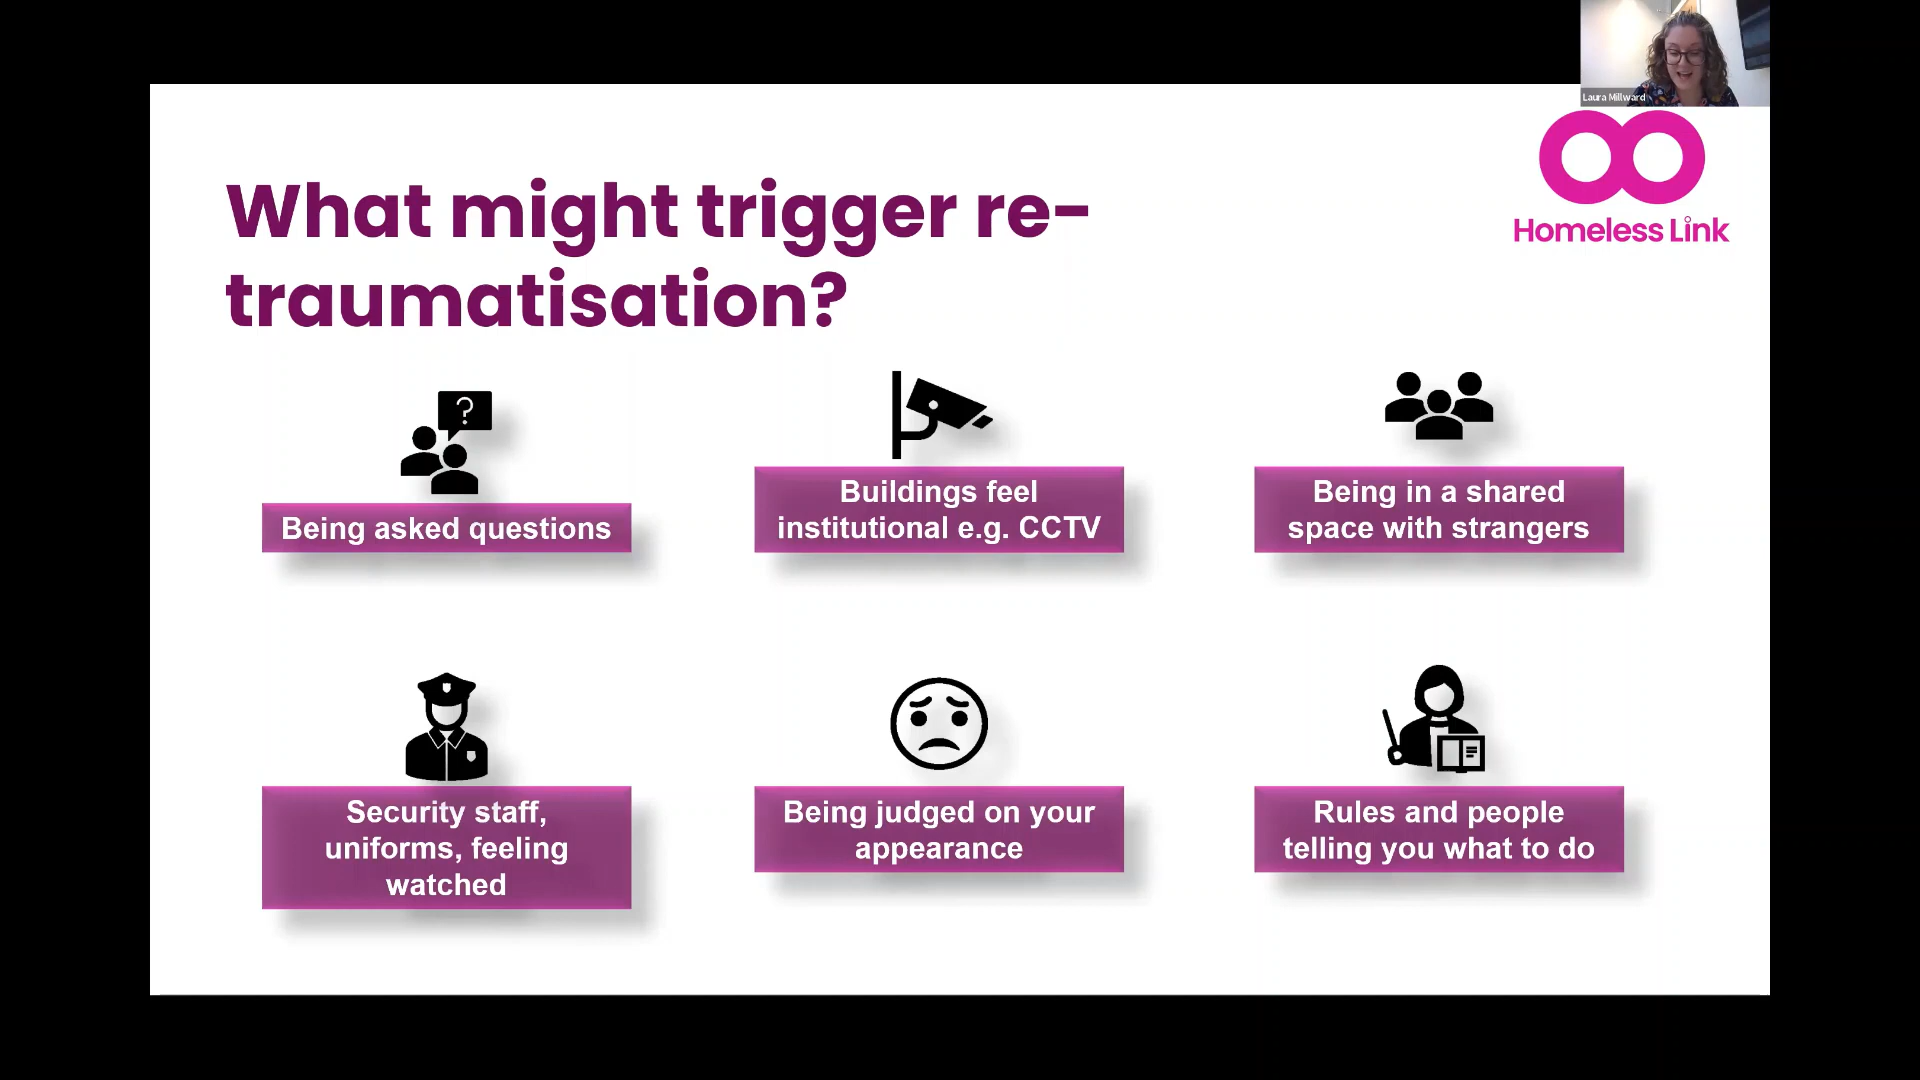 Laura Millward
Homeless Link
What might trigger re-
traumatisation?
?
Being asked questions
Buildings feel
institutional e.g. CCTV
Being in a shared
space with strangers
Security staff,
uniforms, feeling
watched
Being judged on your
appearance
Rules and people
telling you what to do